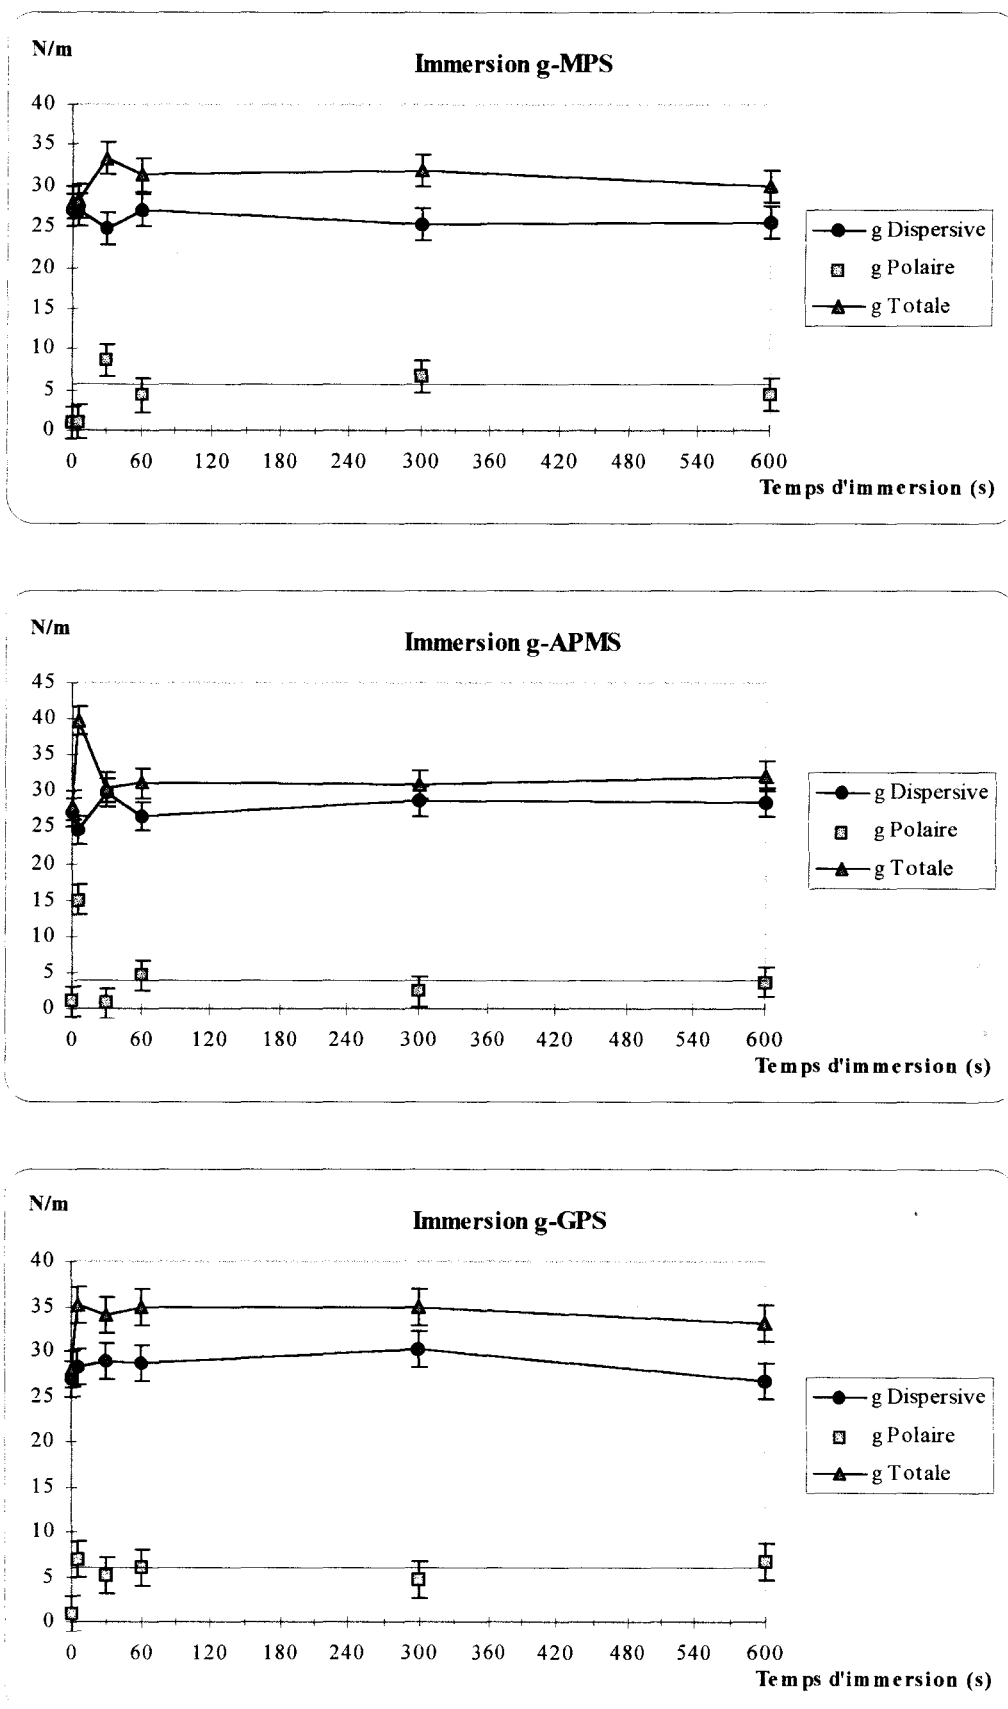 N/m
Immersion g-MPS
40
35
30
25
20
15
10
5
0
g Dispersive
g Polaire
g Totale
0 60 120 180 240 300 360 420 480 540 600
Temps d'immersion (s)
N/m
Immersion g-APMS
45
40
35
30
25
20
15
10
5
0
g Dispersive
g Polaire
g Totale
0 60 120 180 240 300 360 420 480 540 600
Temps d'immersion (s)
N/m
Immersion g-GPS
40
35
30
25
20
15
10
5
0
g Dispersive
g Polaire
g Totale
0 60 120 180 240 300 360 420 480 540 600
Temps d'immersion (s)